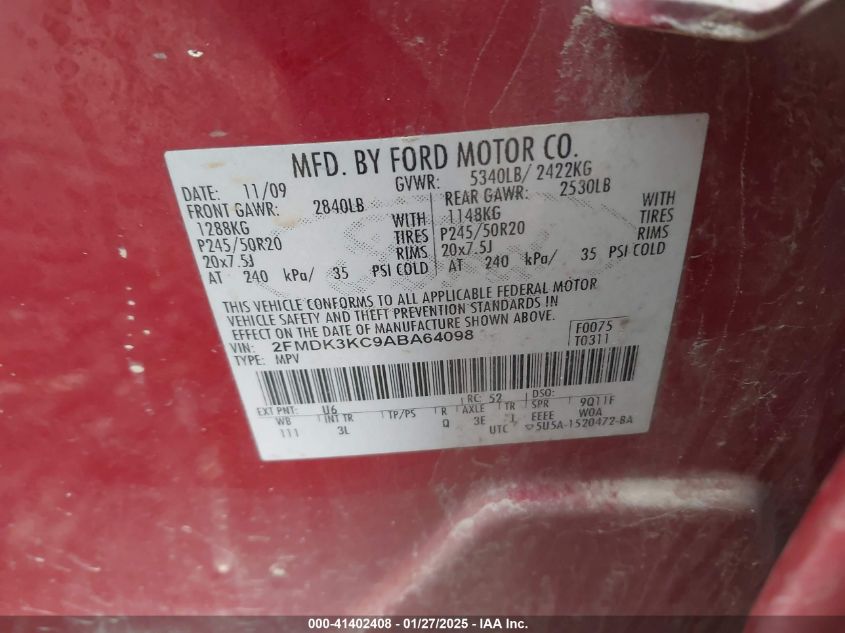 MFD. BY FORD MOTOR CO.
DATE: 11/09 GVWR: 5340LB/ 2422KG
FRONT GAWR: 2840LB REAR GAWR: 2530LB
1288KG WITH 1148KG WITH
P245/50R20 TIRES P245/50R20 TIRES
20x7.5J RIMS 20x7.5J RIMS
AT 240 kPa/ 35 PSI COLD AT 240 kPa/ 35 PSI COLD
THIS VEHICLE CONFORMS TO ALL APPLICABLE FEDERAL MOTOR
VEHICLE SAFETY AND THEFT PREVENTION STANDARDS IN
EFFECT ON THE DATE OF MANUFACTURE SHOWN ABOVE.
VIN: 2FMDK3KC9ABA64098 F0075
TYPE: MPV T0311
EXT PNT: U6 RC: 52 DSO:
WB INT TR TP/PS R AXLE TR SPR 9Q11F
111 3L Q 3E J EEEE W0A
UTC ▽5U5A-1520472-BA
000-41402408 - 01/27/2025 - IAA Inc.